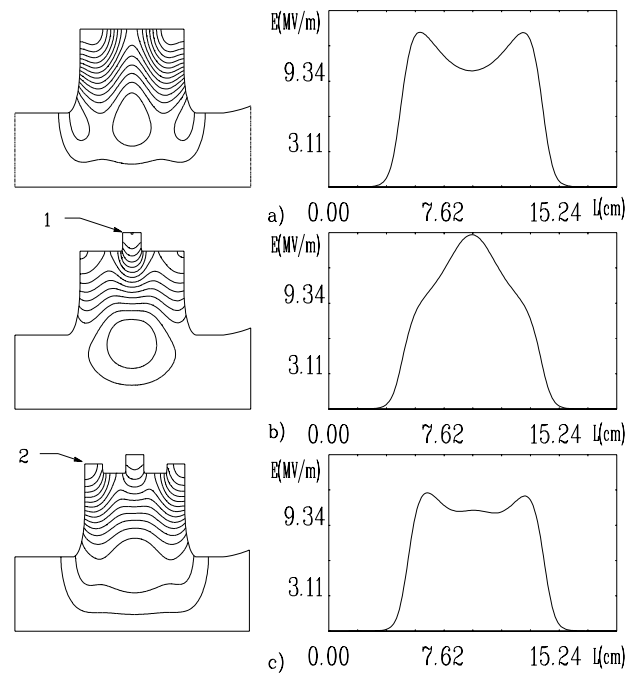 E(MV/m)
9.34
3.11
a) 0.00 7.62 15.24 L(cm)
1
E(MV/m)
9.34
3.11
b) 0.00 7.62 15.24 L(cm)
2
E(MV/m)
9.34
3.11
c) 0.00 7.62 15.24 L(cm)